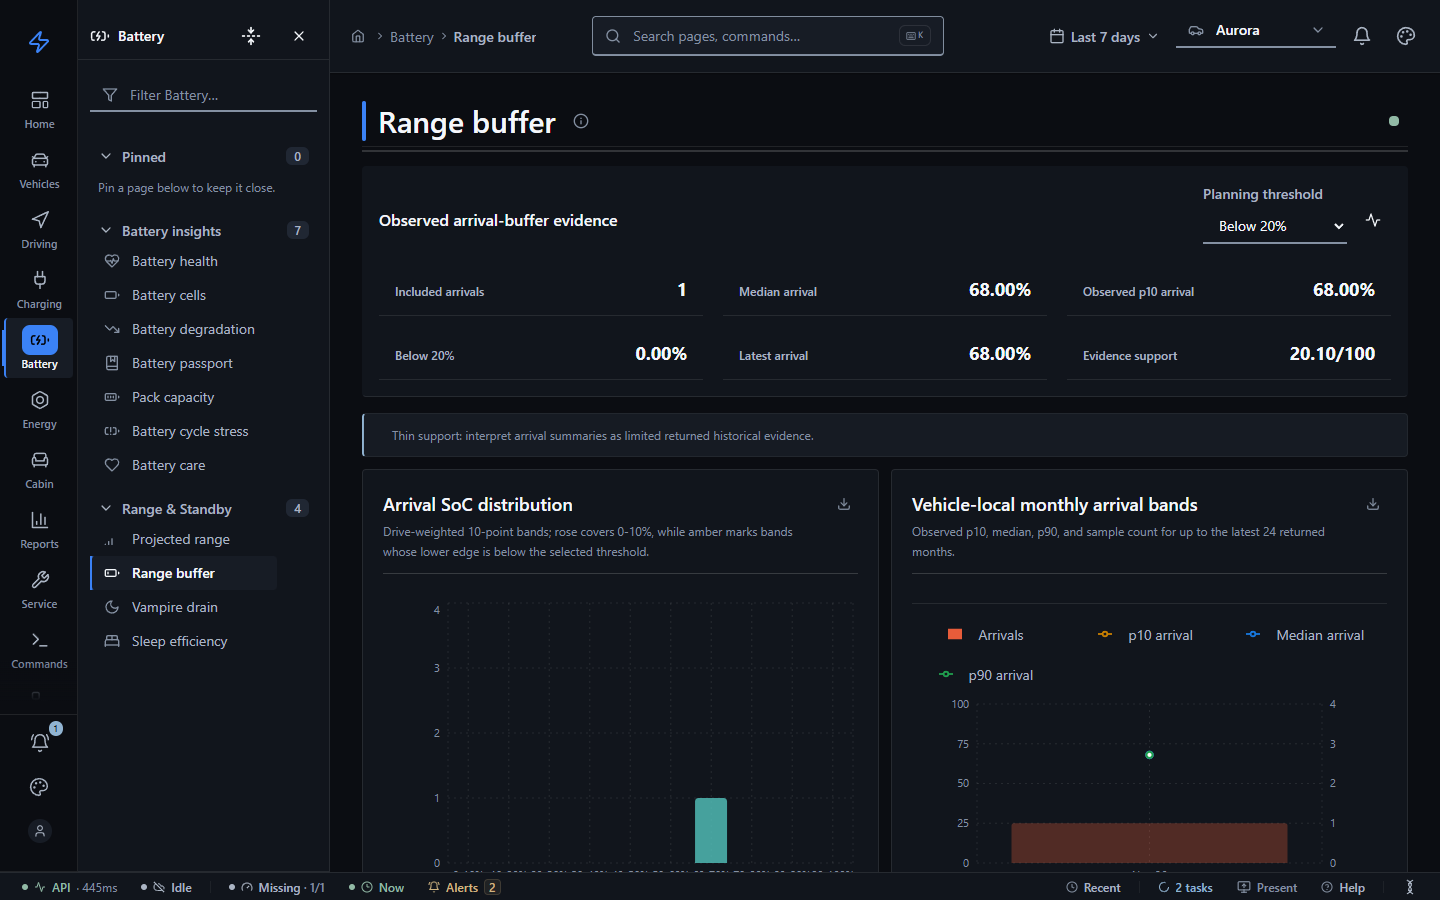 Battery
Battery
Range buffer
Search pages, commands...
K
Last 7 days
Aurora
Home
Vehicles
Driving
Charging
Battery
Energy
Cabin
Reports
Service
Commands
1
Filter Battery...
Pinned
0
Pin a page below to keep it close.
Battery insights
7
Battery health
Battery cells
Battery degradation
Battery passport
Pack capacity
Battery cycle stress
Battery care
Range & Standby
4
Projected range
Range buffer
Vampire drain
Sleep efficiency
Range buffer
Observed arrival-buffer evidence
Planning threshold
Below 20%
Included arrivals
1
Median arrival
68.00%
Observed p10 arrival
68.00%
Below 20%
0.00%
Latest arrival
68.00%
Evidence support
20.10/100
Thin support: interpret arrival summaries as limited returned historical evidence.
Arrival SoC distribution
Drive-weighted 10-point bands; rose covers 0-10%, while amber marks bands
whose lower edge is below the selected threshold.
4
3
2
1
0
Vehicle-local monthly arrival bands
Observed p10, median, p90, and sample count for up to the latest 24 returned
months.
Arrivals
p10 arrival
Median arrival
p90 arrival
100
75
50
25
0
4
3
2
1
0
API · 445ms
Idle
Missing · 1/1
Now
Alerts
2
Recent
2 tasks
Present
Help